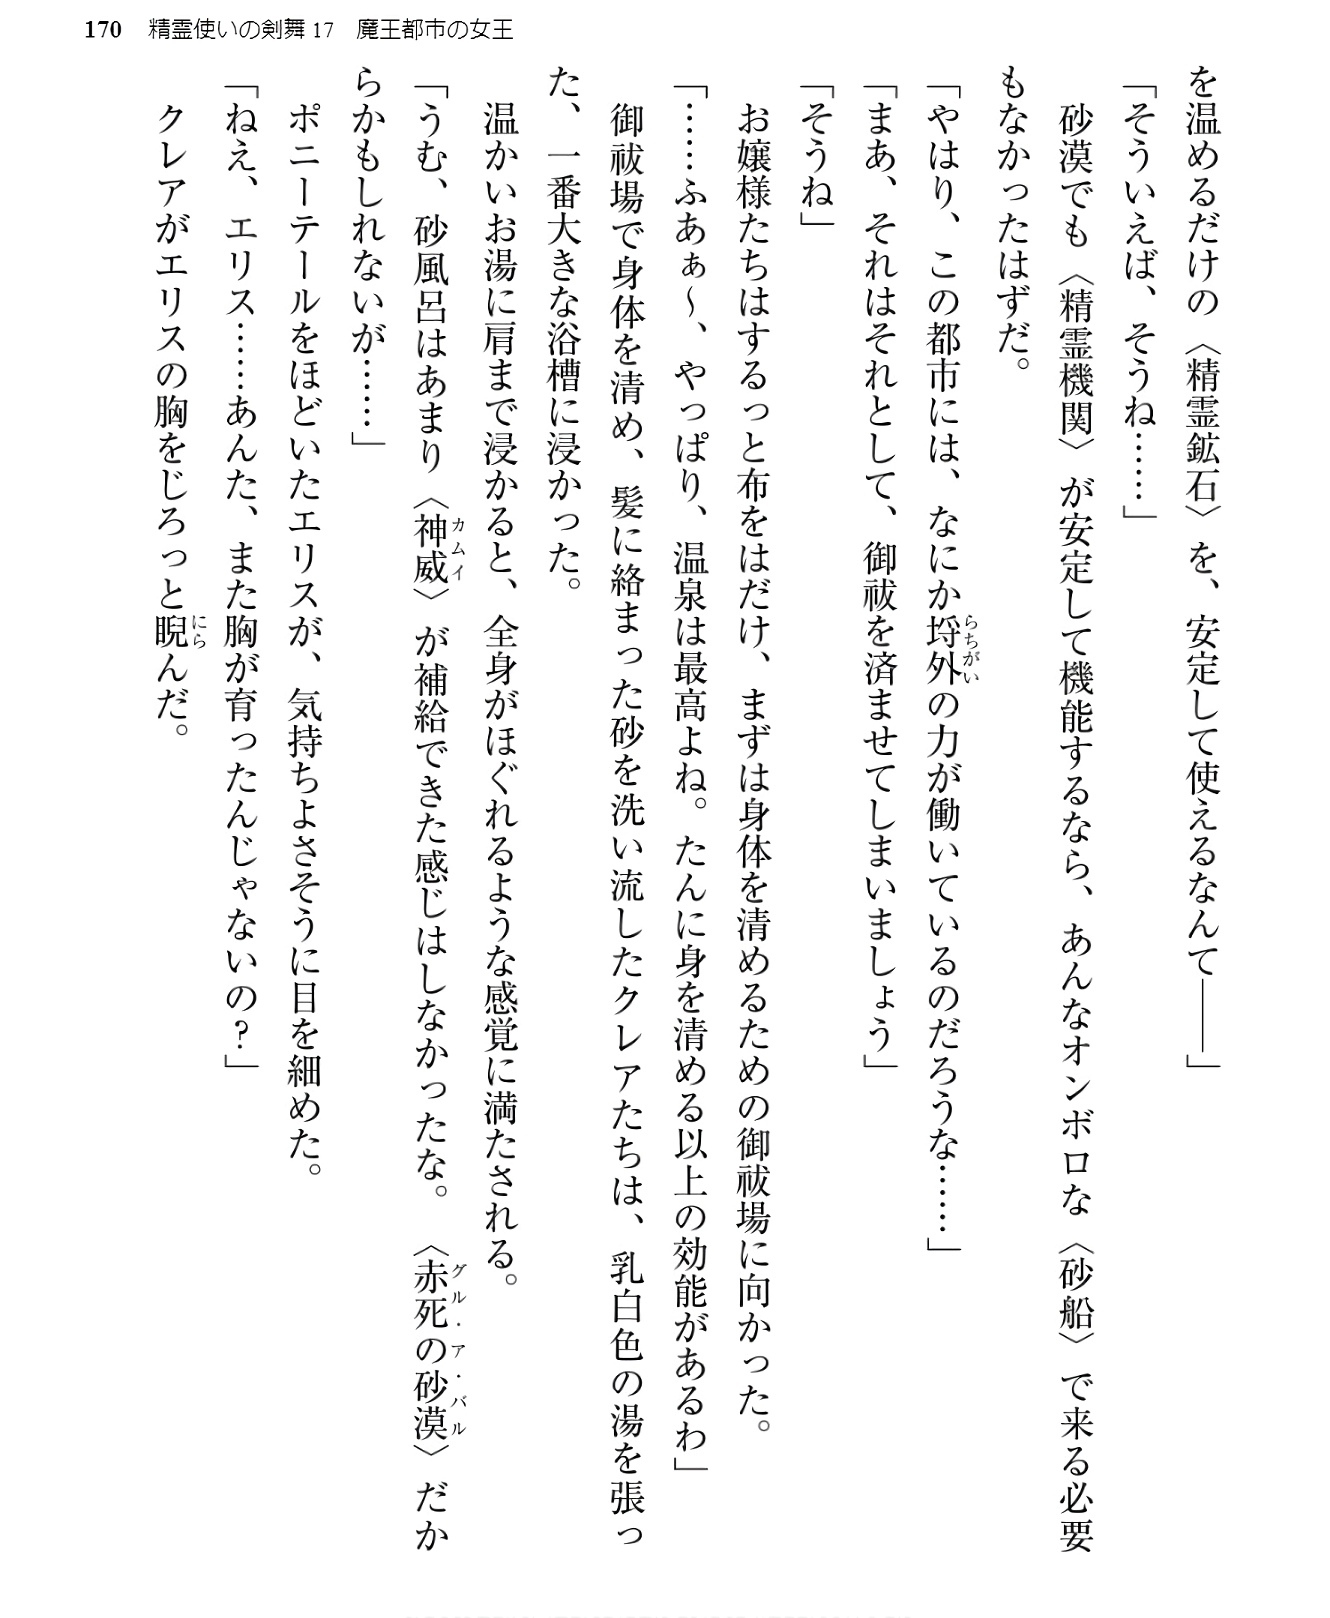 170 精霊使いの剣舞17 魔王都市の女王
を温めるだけの〈精霊鉱石〉を、安定して使えるなんて――」
「そういえば、そうね……」
　砂漠でも〈精霊機関〉が安定して機能するなら、あんなオンボロな〈砂船〉で来る必要
もなかったはずだ。
「やはり、この都市には、なにか埒外らちがいの力が働いているのだろうな……」
「まあ、それはそれとして、御祓を済ませてしまいましょう」
「そうね」
　お嬢様たちはするっと布をはだけ、まずは身体を清めるための御祓場に向かった。
「……ふあぁ〜、やっぱり、温泉は最高よね。たんに身を清める以上の効能があるわ」
　御祓場で身体を清め、髪に絡まった砂を洗い流したクレアたちは、乳白色の湯を張っ
た、一番大きな浴槽に浸かった。
　温かいお湯に肩まで浸かると、全身がほぐれるような感覚に満たされる。
「うむ、砂風呂はあまり〈神威カムイ〉が補給できた感じはしなかったな。〈赤死の砂漠グル・ア・バル〉だか
らかもしれないが……」
　ポニーテールをほどいたエリスが、気持ちよさそうに目を細めた。
「ねえ、エリス……あんた、また胸が育ったんじゃないの？」
　クレアがエリスの胸をじろっと睨にらんだ。